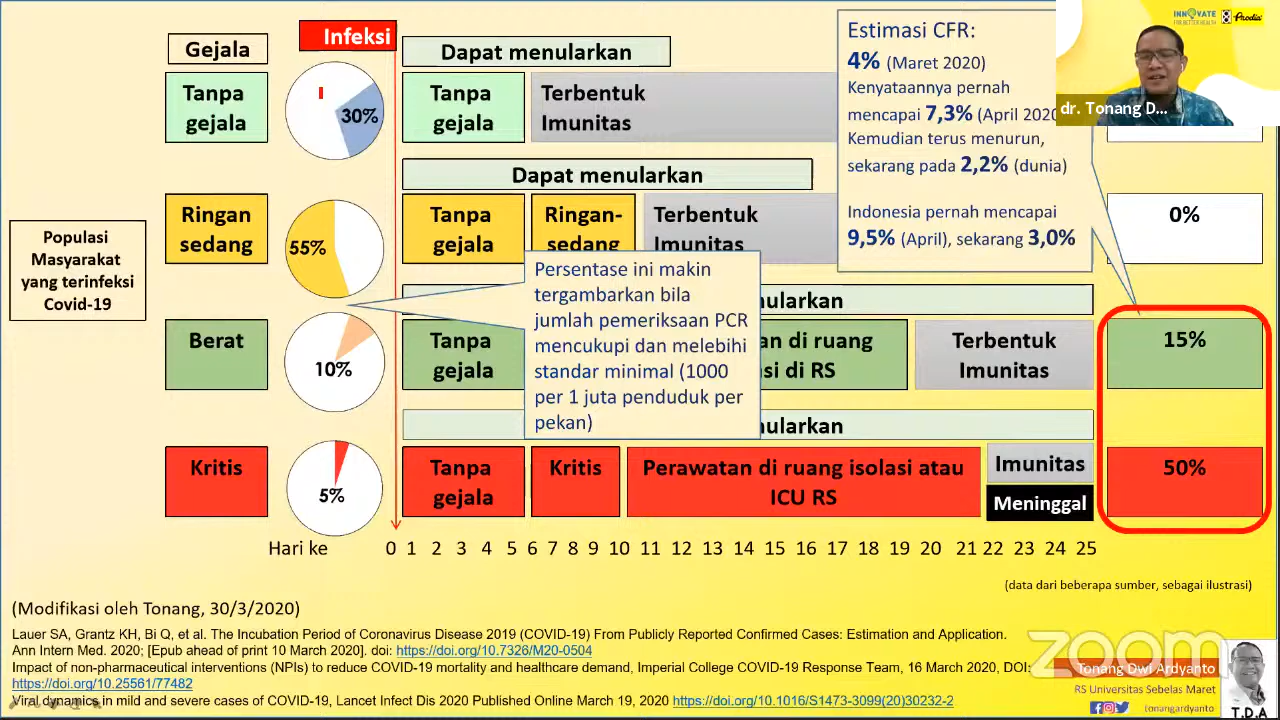 INNOVATE
FOR BETTER HEALTH
Prodia
dr. Tonang D...
Gejala
Infeksi
Dapat menularkan
Tanpa
gejala
30%
Tanpa
gejala
Terbentuk
Imunitas
Estimasi CFR:
4% (Maret 2020)
Kenyataannya pernah
mencapai 7,3% (April 2020
Kemudian terus menurun,
sekarang pada 2,2% (dunia)
Indonesia pernah mencapai
9,5% (April), sekarang 3,0%
Dapat menularkan
Ringan
sedang
55%
Tanpa
gejala
Ringan-
sedang
Terbentuk
Imunitas
0%
Populasi
Masyarakat
yang terinfeksi
Covid-19
Persentase ini makin
tergambarkan bila
jumlah pemeriksaan PCR
mencukupi dan melebihi
standar minimal (1000
per 1 juta penduduk per
pekan)
nularkan
Berat
10%
Tanpa
gejala
an di ruang
si di RS
Terbentuk
Imunitas
15%
nularkan
Kritis
5%
Tanpa
gejala
Kritis
Perawatan di ruang isolasi atau
ICU RS
Imunitas
Meninggal
50%
Hari ke 0 1 2 3 4 5 6 7 8 9 10 11 12 13 14 15 16 17 18 19 20 21 22 23 24 25
(data dari beberapa sumber, sebagai ilustrasi)
(Modifikasi oleh Tonang, 30/3/2020)
Lauer SA, Grantz KH, Bi Q, et al. The Incubation Period of Coronavirus Disease 2019 (COVID-19) From Publicly Reported Confirmed Cases: Estimation and Application.
Ann Intern Med. 2020; [Epub ahead of print 10 March 2020]. doi: https://doi.org/10.7326/M20-0504
Impact of non-pharmaceutical interventions (NPIs) to reduce COVID-19 mortality and healthcare demand, Imperial College COVID-19 Response Team, 16 March 2020, DOI:
https://doi.org/10.25561/77482
Viral dynamics in mild and severe cases of COVID-19, Lancet Infect Dis 2020 Published Online March 19, 2020 https://doi.org/10.1016/S1473-3099(20)30232-2
zoom
Tonang Dwi Ardyanto
RS Universitas Sebelas Maret
tonangardyanto
T.D.A